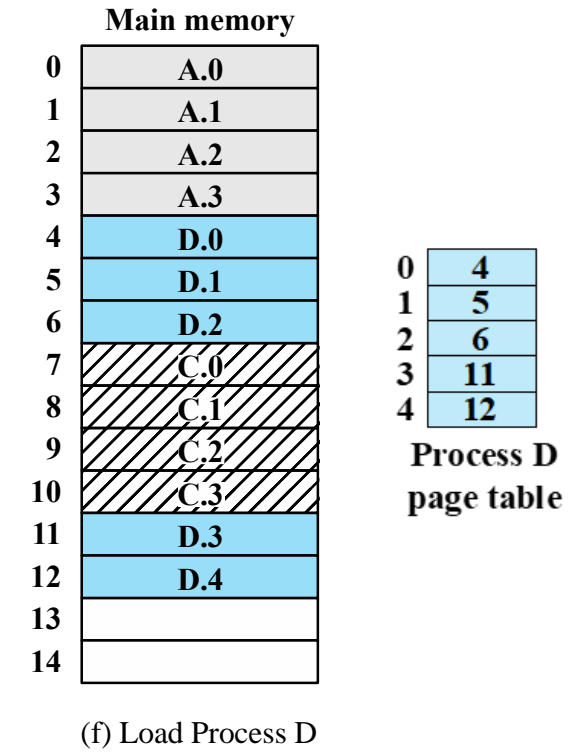 Main memory
0 A.0
1 A.1
2 A.2
3 A.3
4 D.0
5 D.1
6 D.2
7 C.0
8 C.1
9 C.2
10 C.3
11 D.3
12 D.4
13
14
0 4
1 5
2 6
3 11
4 12
Process D
page table
(f) Load Process D